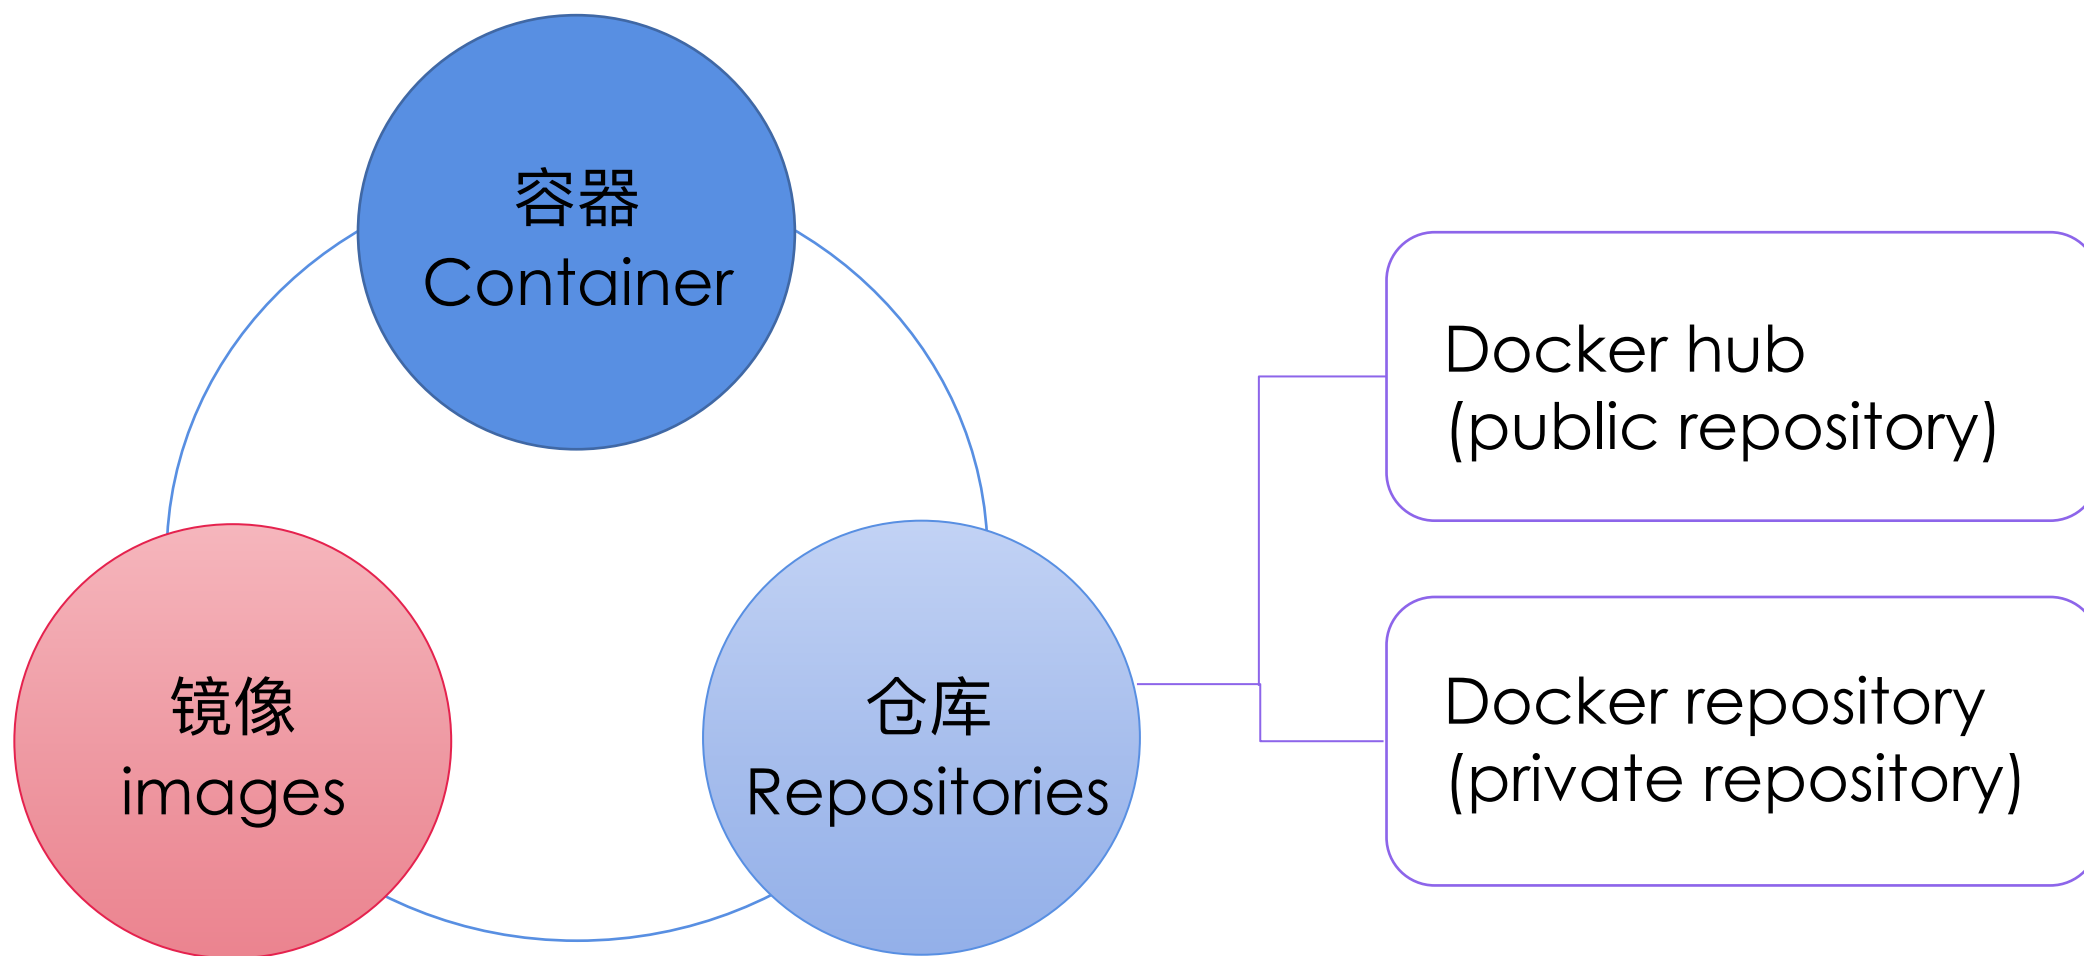 容器
Container
镜像
images
仓库
Repositories
Docker hub
(public repository)
Docker repository
(private repository)